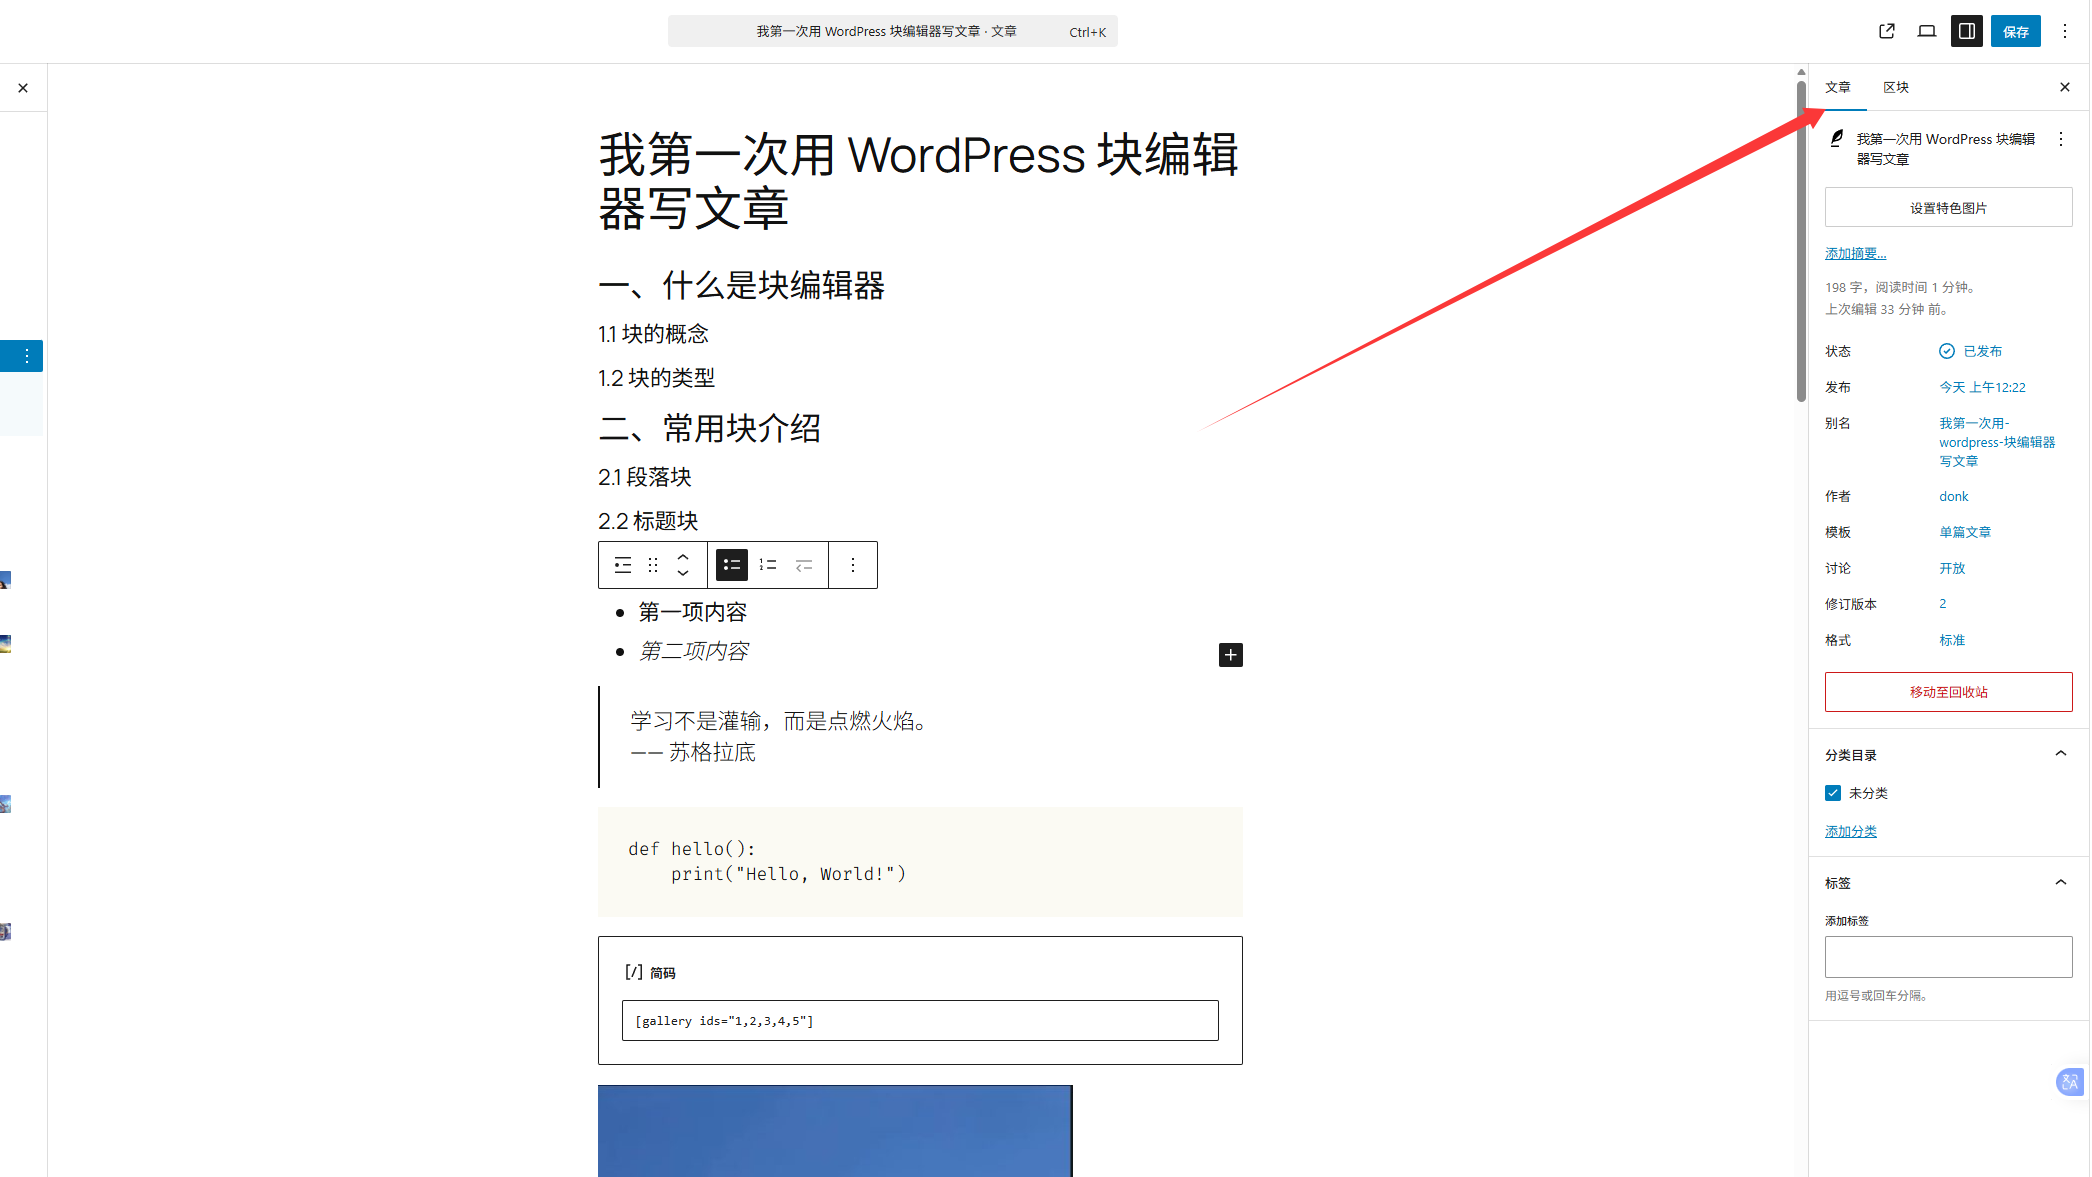 我第一次用 WordPress 块编辑器写文章 · 文章 Ctrl+K
保存
我第一次用 WordPress 块编辑
器写文章
一、什么是块编辑器
1.1 块的概念
1.2 块的类型
二、常用块介绍
2.1 段落块
2.2 标题块
第一项内容
第二项内容
学习不是灌输，而是点燃火焰。
—— 苏格拉底
def hello():
    print("Hello, World!")
[/] 简码
[gallery ids="1,2,3,4,5"]
文章 区块
我第一次用 WordPress 块编辑
器写文章
设置特色图片
添加摘要...
198 字，阅读时间 1 分钟。
上次编辑 33 分钟 前。
状态 已发布
发布 今天 上午12:22
别名 我第一次用-
wordpress-块编辑器
写文章
作者 donk
模板 单篇文章
讨论 开放
修订版本 2
格式 标准
移动至回收站
分类目录
未分类
添加分类
标签
添加标签
用逗号或回车分隔。